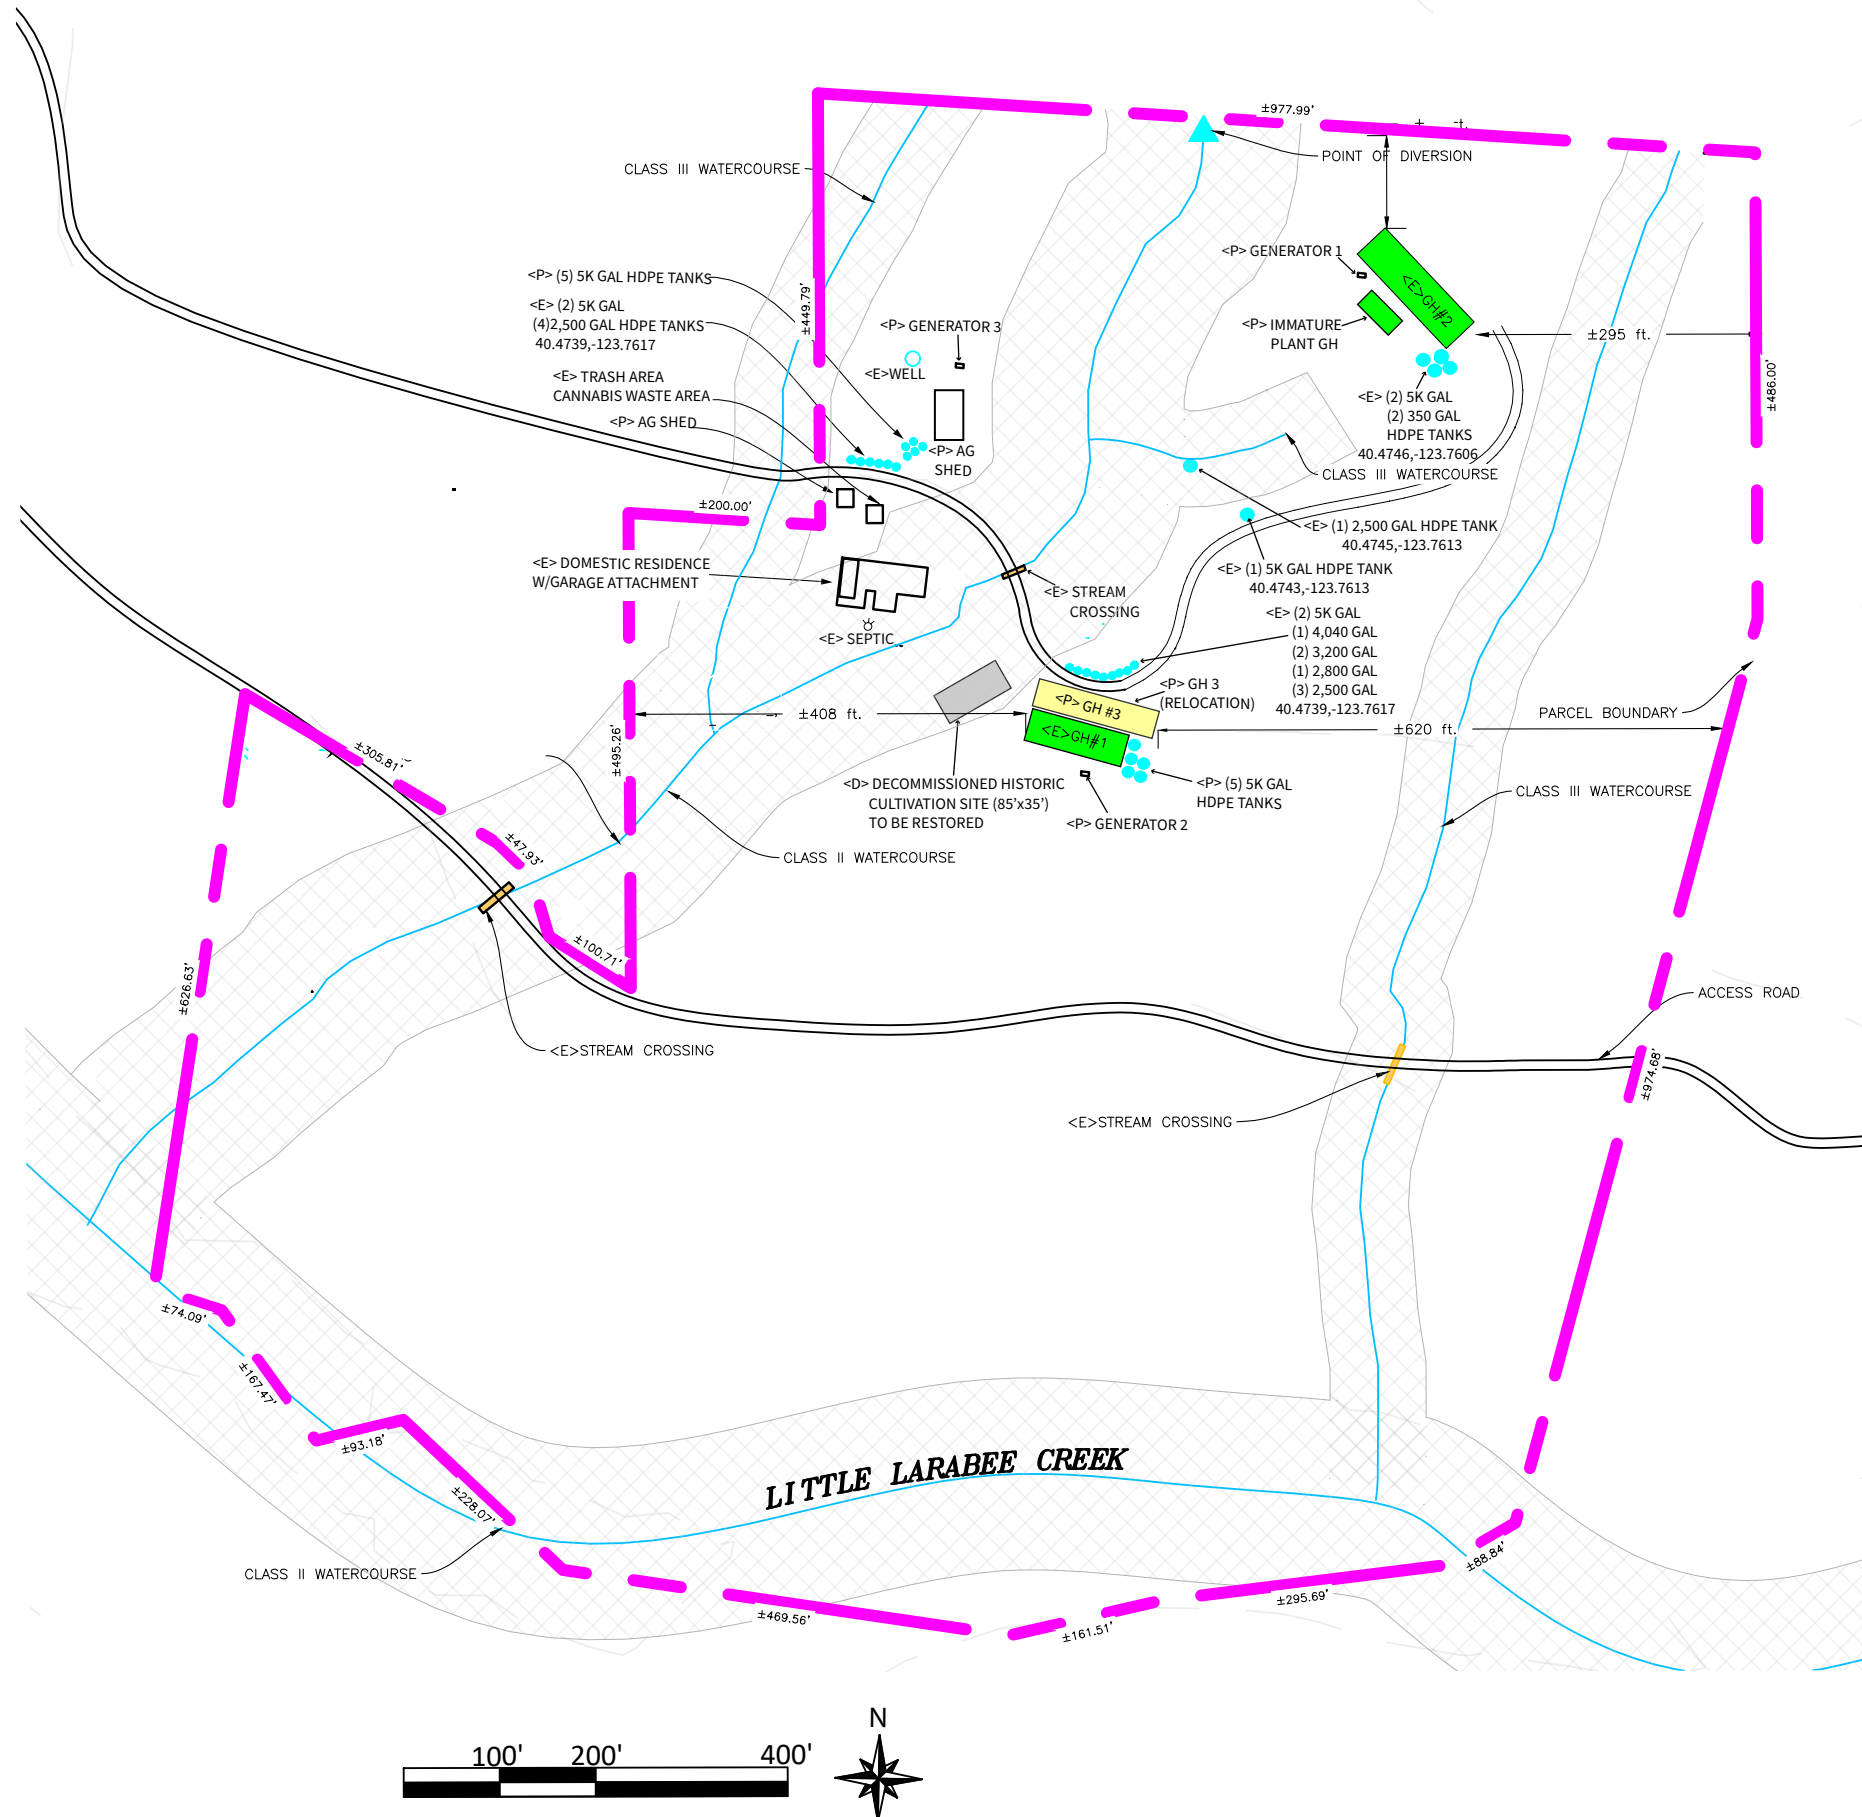 ±977.99'
POINT OF DIVERSION
CLASS III WATERCOURSE
<P> GENERATOR 1
<E>GH#2
<P> (5) 5K GAL HDPE TANKS
<E> (2) 5K GAL
(4)2,500 GAL HDPE TANKS
40.4739,-123.7617
±449.79'
<P> GENERATOR 3
<E>WELL
<P> IMMATURE
PLANT GH
±295 ft.
±486.00'
<E> TRASH AREA
CANNABIS WASTE AREA
<P> AG SHED
<P> AG
SHED
<E> (2) 5K GAL
(2) 350 GAL
HDPE TANKS
40.4746,-123.7606
CLASS III WATERCOURSE
±200.00'
<E> (1) 2,500 GAL HDPE TANK
40.4745,-123.7613
<E> DOMESTIC RESIDENCE
W/GARAGE ATTACHMENT
<E> (1) 5K GAL HDPE TANK
40.4743,-123.7613
<E> STREAM
CROSSING
<E> SEPTIC
<E> (2) 5K GAL
(1) 4,040 GAL
(2) 3,200 GAL
(1) 2,800 GAL
(3) 2,500 GAL
40.4739,-123.7617
<P> GH 3
(RELOCATION)
<P> GH #3
<E>GH#1
±408 ft.
±620 ft.
PARCEL BOUNDARY
±495.26'
±305.81'
<D> DECOMMISSIONED HISTORIC
CULTIVATION SITE (85'x35')
TO BE RESTORED
<P> (5) 5K GAL
HDPE TANKS
<P> GENERATOR 2
CLASS III WATERCOURSE
±47.93'
CLASS II WATERCOURSE
±100.71'
±626.63'
ACCESS ROAD
<E>STREAM CROSSING
±974.68'
<E>STREAM CROSSING
±74.09'
±167.47'
±93.18'
±228.07'
LITTLE LARABEE CREEK
CLASS II WATERCOURSE
±88.84'
±469.56'
±295.69'
±161.51'
N
100' 200' 400'